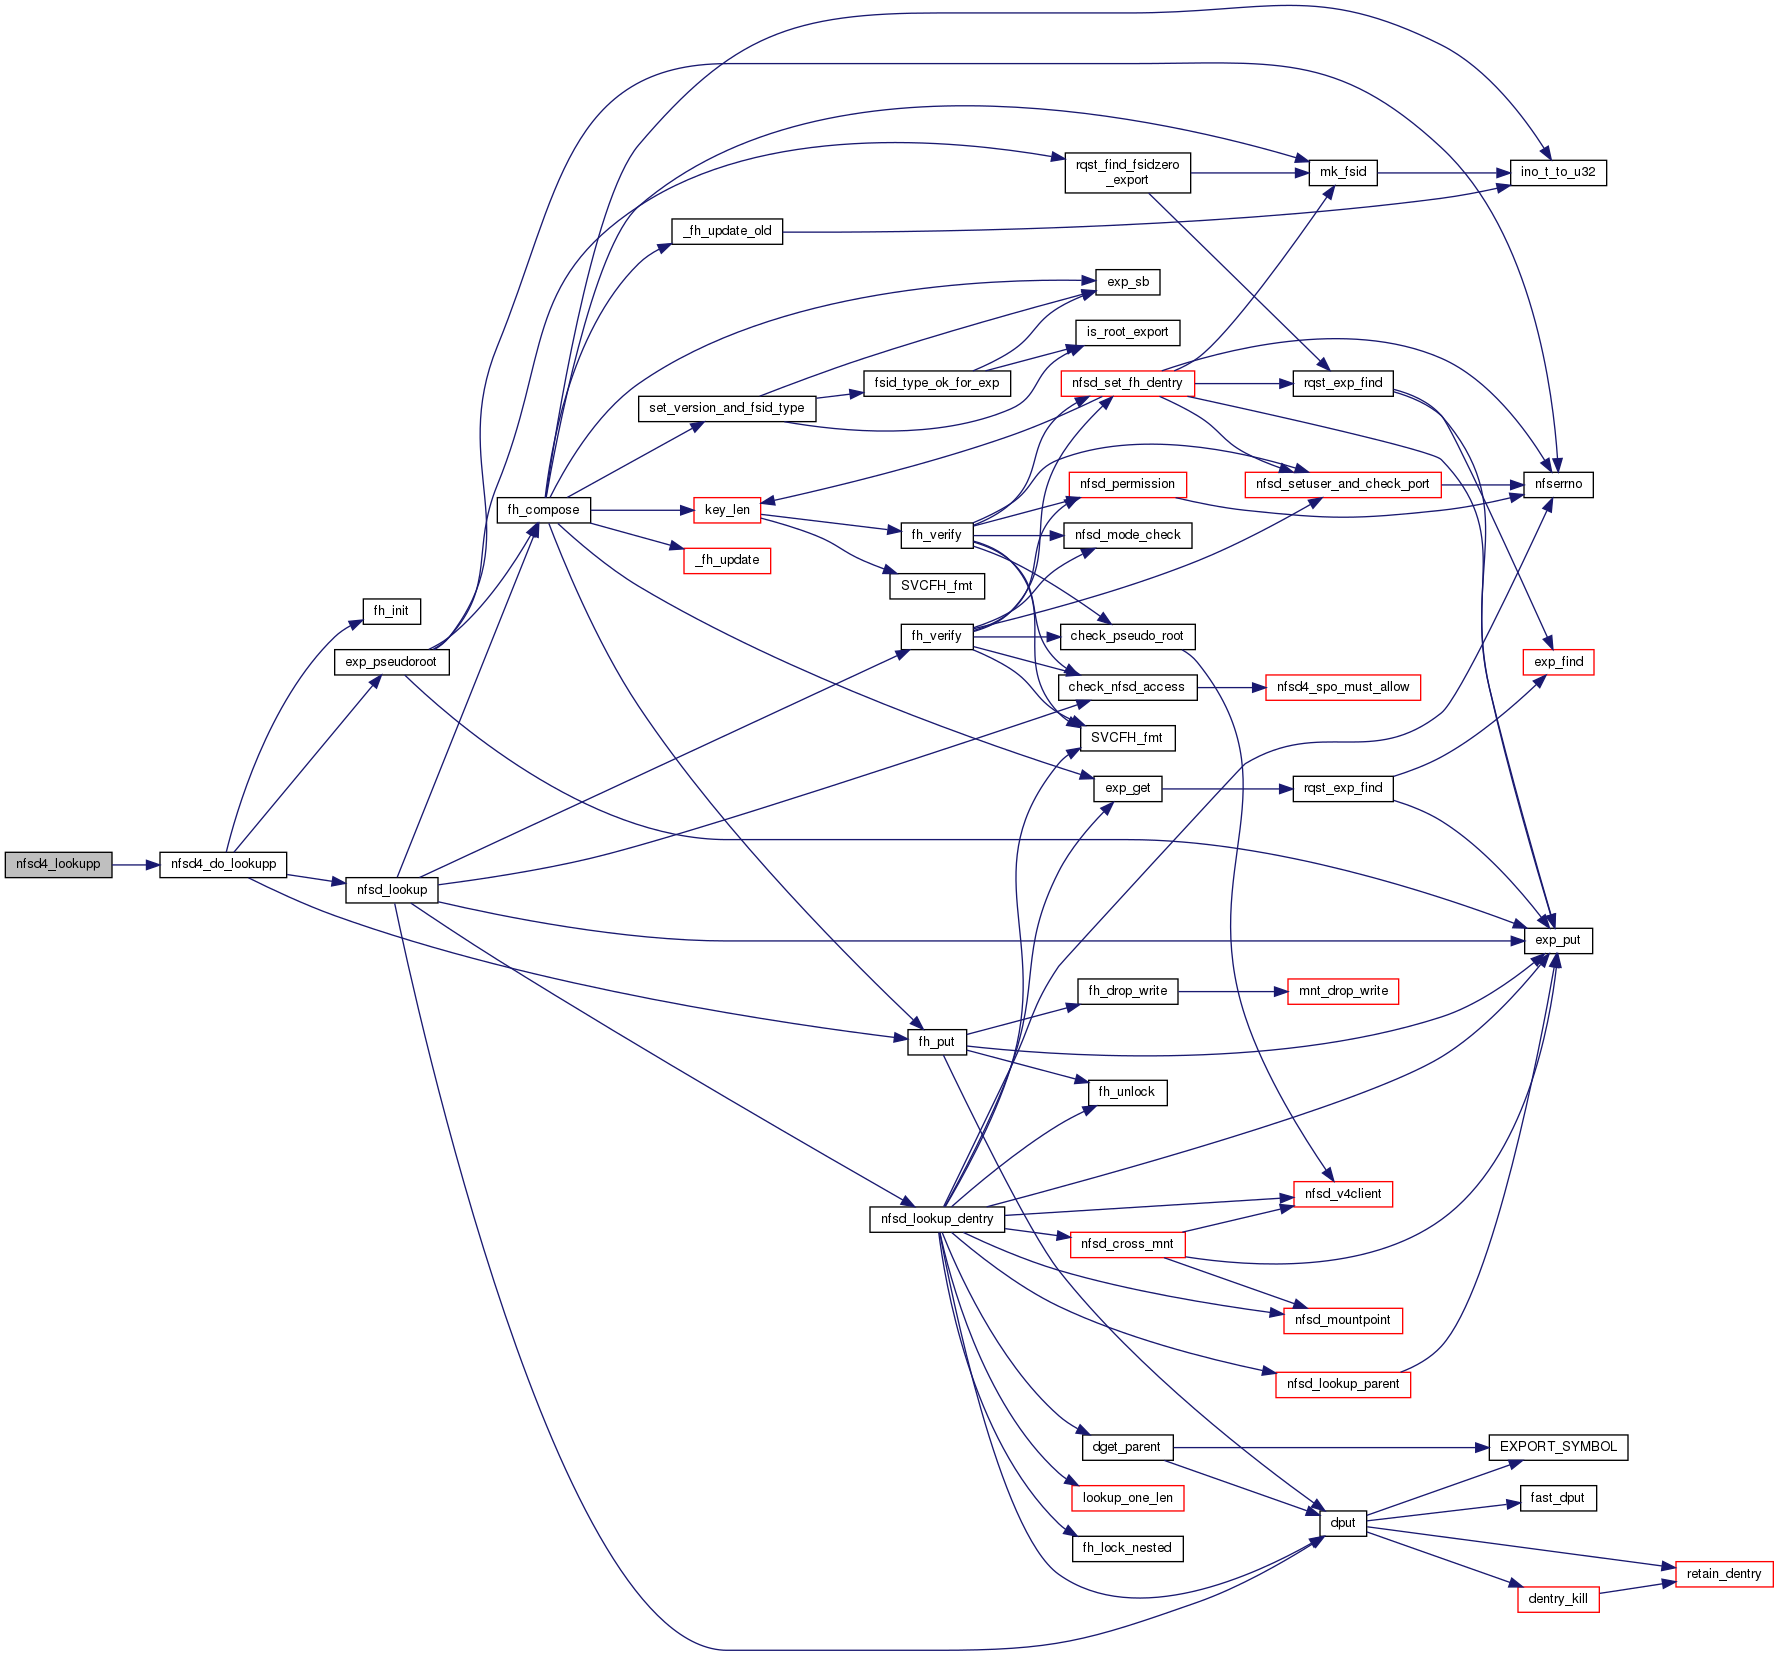 rqst_find_fsidzero
_export
mk_fsid
ino_t_to_u32
_fh_update_old
exp_sb
is_root_export
fsid_type_ok_for_exp
nfsd_set_fh_dentry
rqst_exp_find
set_version_and_fsid_type
nfsd_permission
nfsd_setuser_and_check_port
nfserrno
fh_compose
key_len
fh_verify
nfsd_mode_check
_fh_update
SVCFH_fmt
fh_init
fh_verify
check_pseudo_root
exp_pseudoroot
exp_find
check_nfsd_access
nfsd4_spo_must_allow
SVCFH_fmt
exp_get
rqst_exp_find
nfsd4_lookupp
nfsd4_do_lookupp
nfsd_lookup
exp_put
fh_drop_write
mnt_drop_write
fh_put
fh_unlock
nfsd_v4client
nfsd_lookup_dentry
nfsd_cross_mnt
nfsd_mountpoint
nfsd_lookup_parent
dget_parent
EXPORT_SYMBOL
lookup_one_len
fast_dput
dput
fh_lock_nested
retain_dentry
dentry_kill